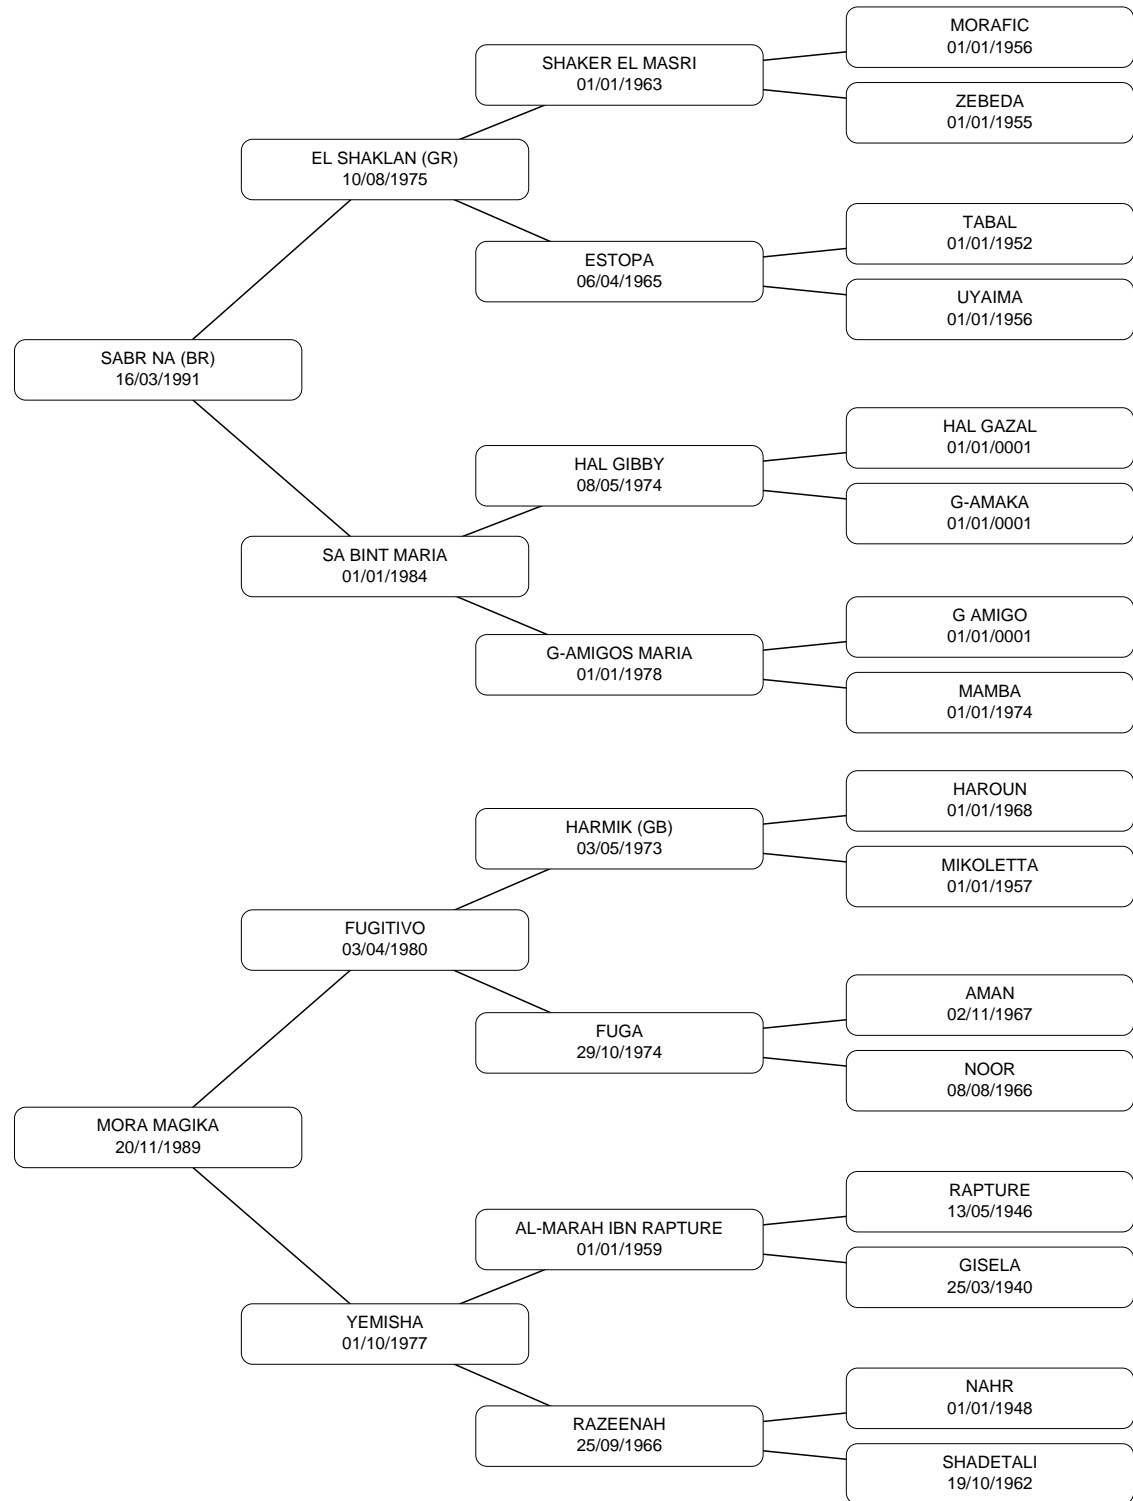 MORAFIC
01/01/1956
SHAKER EL MASRI
01/01/1963
ZEBEDA
01/01/1955
EL SHAKLAN (GR)
10/08/1975
TABAL
01/01/1952
ESTOPA
06/04/1965
UYAIMA
01/01/1956
SABR NA (BR)
16/03/1991
HAL GAZAL
01/01/0001
HAL GIBBY
08/05/1974
G-AMAKA
01/01/0001
SA BINT MARIA
01/01/1984
G AMIGO
01/01/0001
G-AMIGOS MARIA
01/01/1978
MAMBA
01/01/1974
HAROUN
01/01/1968
HARMIK (GB)
03/05/1973
MIKOLETTA
01/01/1957
FUGITIVO
03/04/1980
AMAN
02/11/1967
FUGA
29/10/1974
NOOR
08/08/1966
MORA MAGIKA
20/11/1989
RAPTURE
13/05/1946
AL-MARAH IBN RAPTURE
01/01/1959
GISELA
25/03/1940
YEMISHA
01/10/1977
NAHR
01/01/1948
RAZEENAH
25/09/1966
SHADETALI
19/10/1962